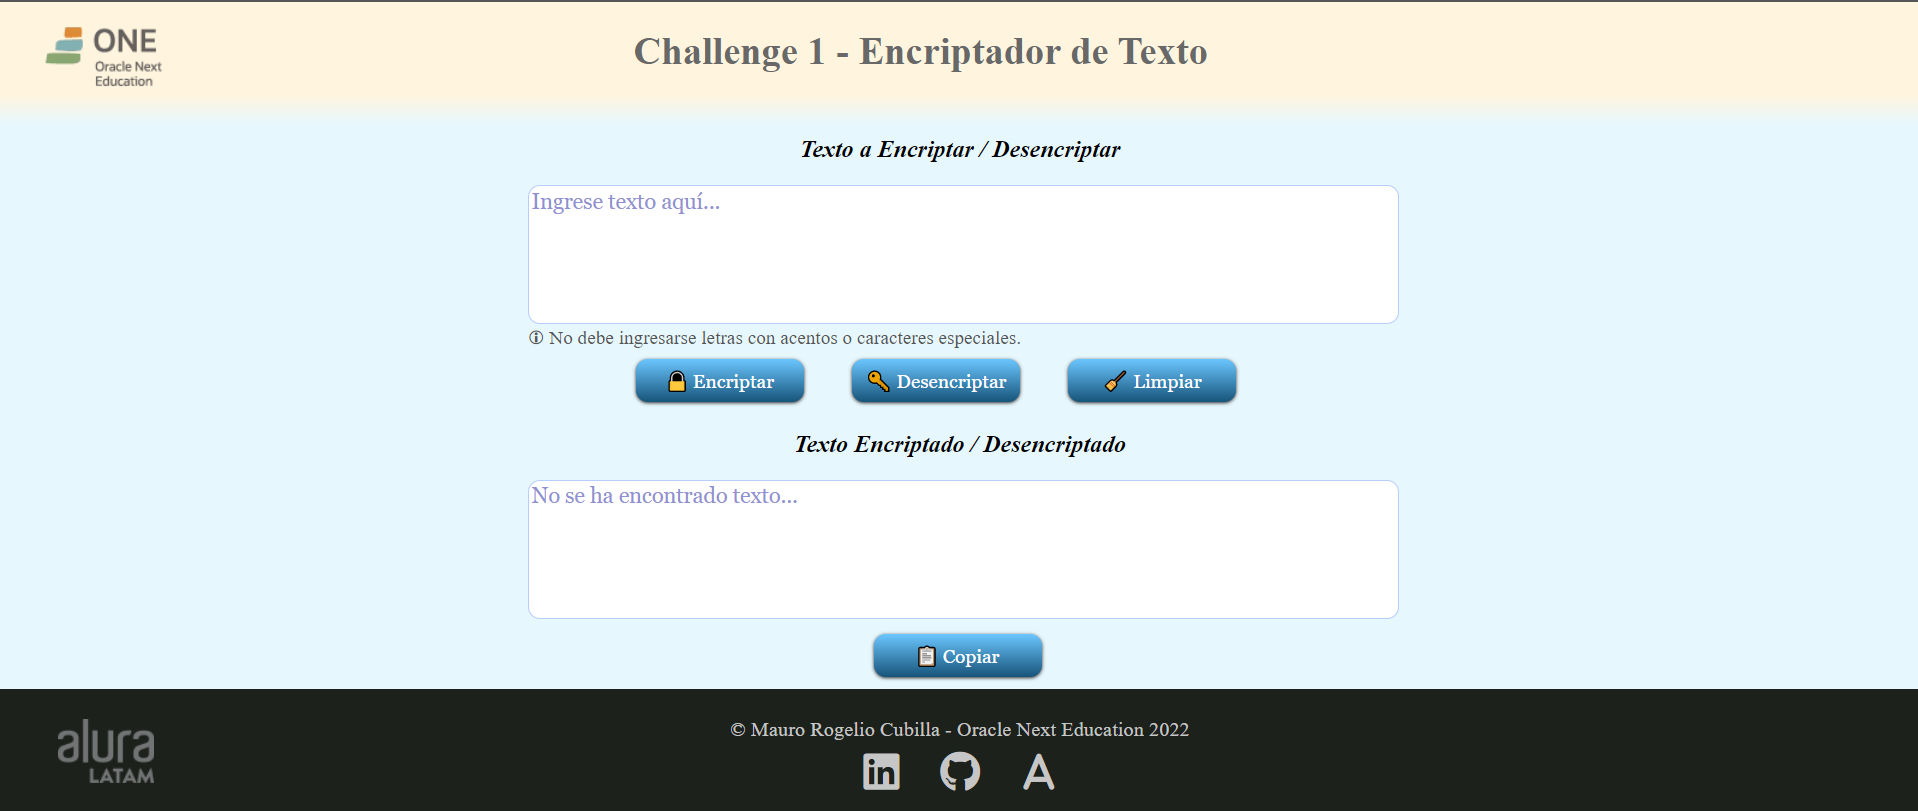 ONE
Oracle Next
Education
Challenge 1 - Encriptador de Texto
Texto a Encriptar / Desencriptar
Ingrese texto aquí...
No debe ingresarse letras con acentos o caracteres especiales.
Encriptar
Desencriptar
Limpiar
Texto Encriptado / Desencriptado
No se ha encontrado texto...
Copiar
alura
LATAM
© Mauro Rogelio Cubilla - Oracle Next Education 2022
in
A